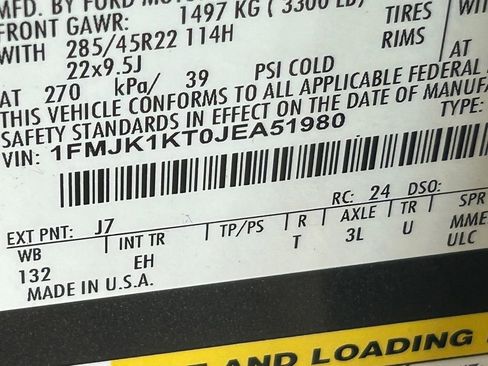 MFD. BY FORD MOTOR
FRONT GAWR: 1497 KG ( 3300 LB)
WITH 285/45R22 114H TIRES WITH
22x9.5J RIMS
AT 270 kPa/ 39 PSI COLD AT
THIS VEHICLE CONFORMS TO ALL APPLICABLE FEDERAL
SAFETY STANDARDS IN EFFECT ON THE DATE OF MANUFA
VIN: 1FMJK1KT0JEA51980 TYPE:
EXT PNT: J7 RC: 24 DSO:
WB INT TR TP/PS R AXLE TR SPR
132 EH T 3L U MME
ULC
MADE IN U.S.A.
AND LOADING